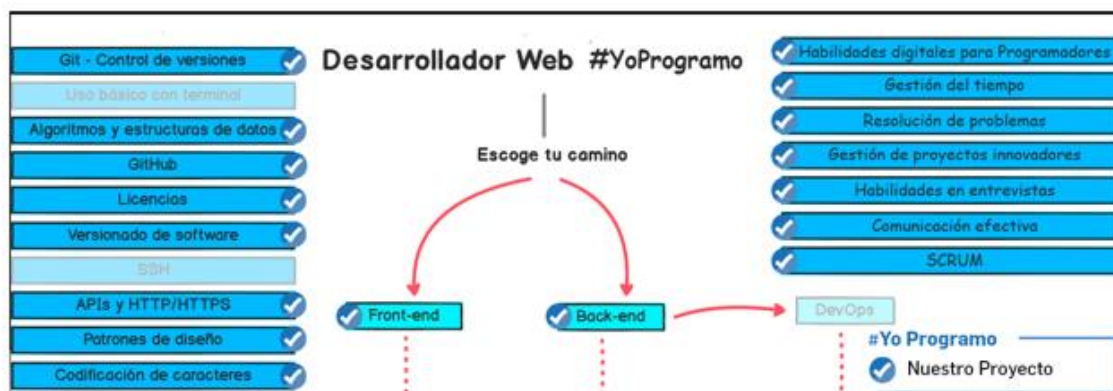 Git - Control de versiones
Uso básico con terminal
Algoritmos y estructuras de datos
GitHub
Licencias
Versionado de software
SSH
APIs y HTTP/HTTPS
Patrones de diseño
Codificación de caracteres
Desarrollador Web #YoProgramo
Escoge tu camino
Front-end
Back-end
DevOps
Habilidades digitales para Programadores
Gestión del tiempo
Resolución de problemas
Gestión de proyectos innovadores
Habilidades en entrevistas
Comunicación efectiva
SCRUM
#Yo Programo
Nuestro Proyecto